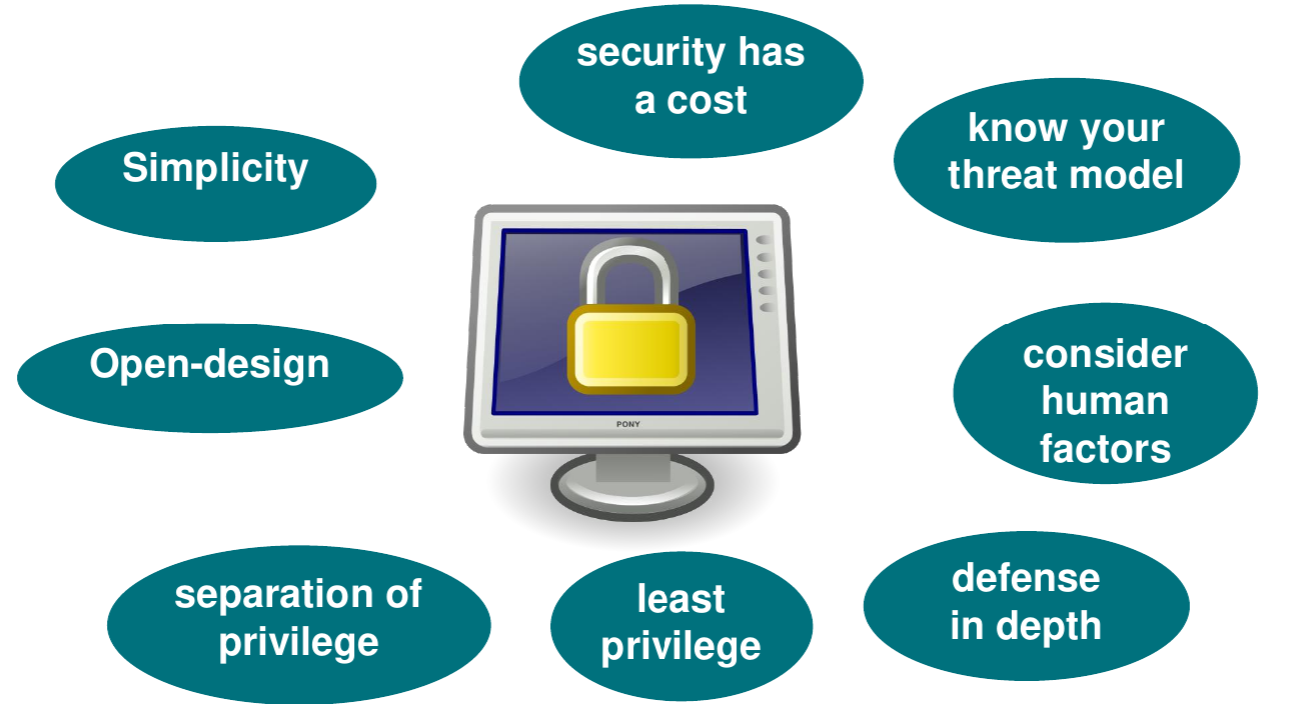 security has
a cost
know your
threat model
Simplicity
Open-design
consider
human
factors
PONY
separation of
privilege
least
privilege
defense
in depth